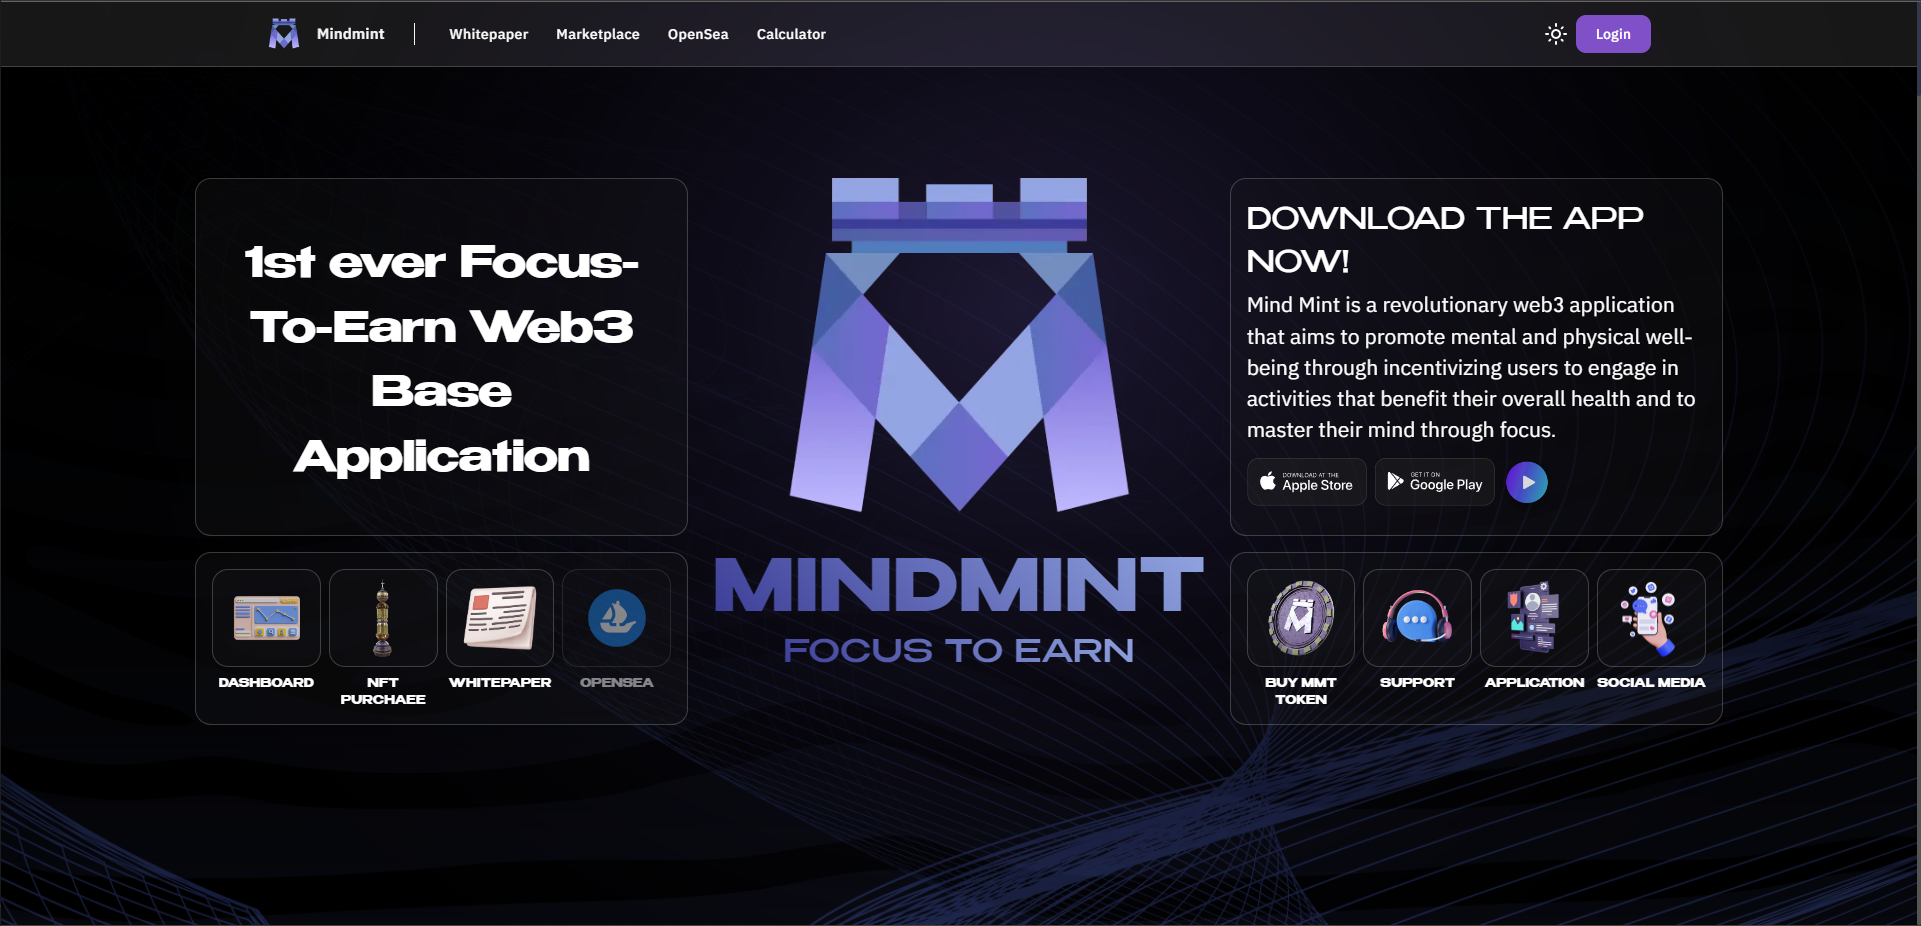 Mindmint
Whitepaper
Marketplace
OpenSea
Calculator
Login
1st ever Focus-
To-Earn Web3
Base
Application
DASHBOARD
NFT
PURCHAEE
WHITEPAPER
OPENSEA
MINDMINT
FOCUS TO EARN
DOWNLOAD THE APP
NOW!
Mind Mint is a revolutionary web3 application
that aims to promote mental and physical well-
being through incentivizing users to engage in
activities that benefit their overall health and to
master their mind through focus.
DOWNLOAD AT THE
Apple Store
GET IT ON
Google Play
BUY MMT
TOKEN
SUPPORT
APPLICATION
SOCIAL MEDIA